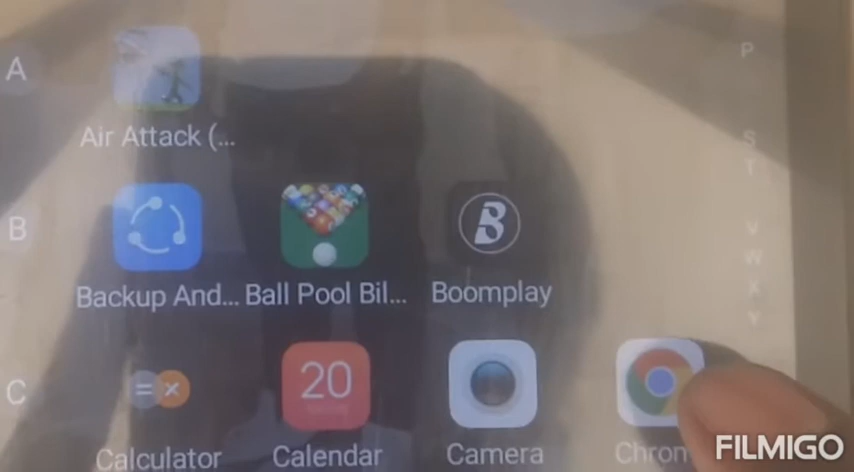 A
Air Attack (...
B
Backup And... Ball Pool Bil... Boomplay
B
C
20
Calculator Calendar Camera Chrom
P
S
T
V
W
X
Y
FILMIGO